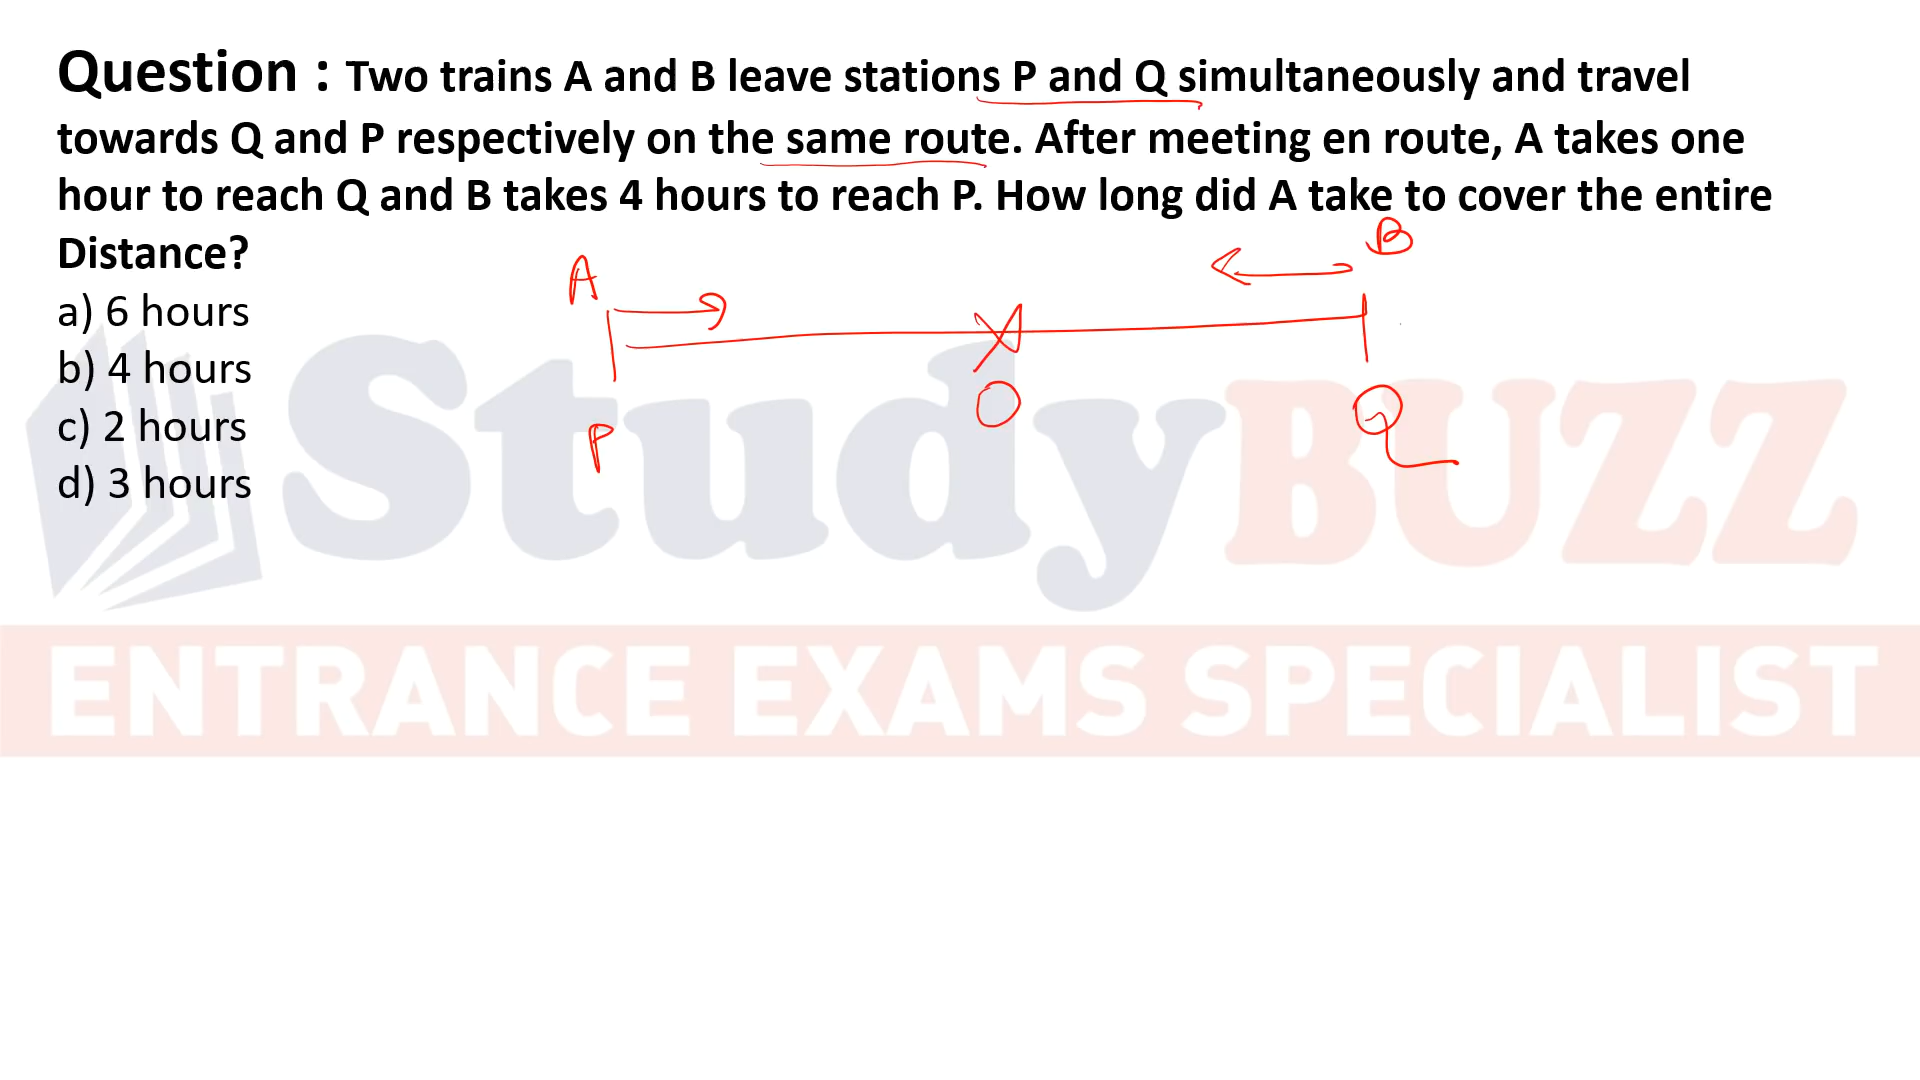 Question : Two trains A and B leave stations P and Q simultaneously and travel
towards Q and P respectively on the same route. After meeting en route, A takes one
hour to reach Q and B takes 4 hours to reach P. How long did A take to cover the entire
Distance?
a) 6 hours
b) 4 hours
c) 2 hours
d) 3 hours
A
B
P
O
Q
StudyBUZZ
ENTRANCE EXAMS SPECIALIST